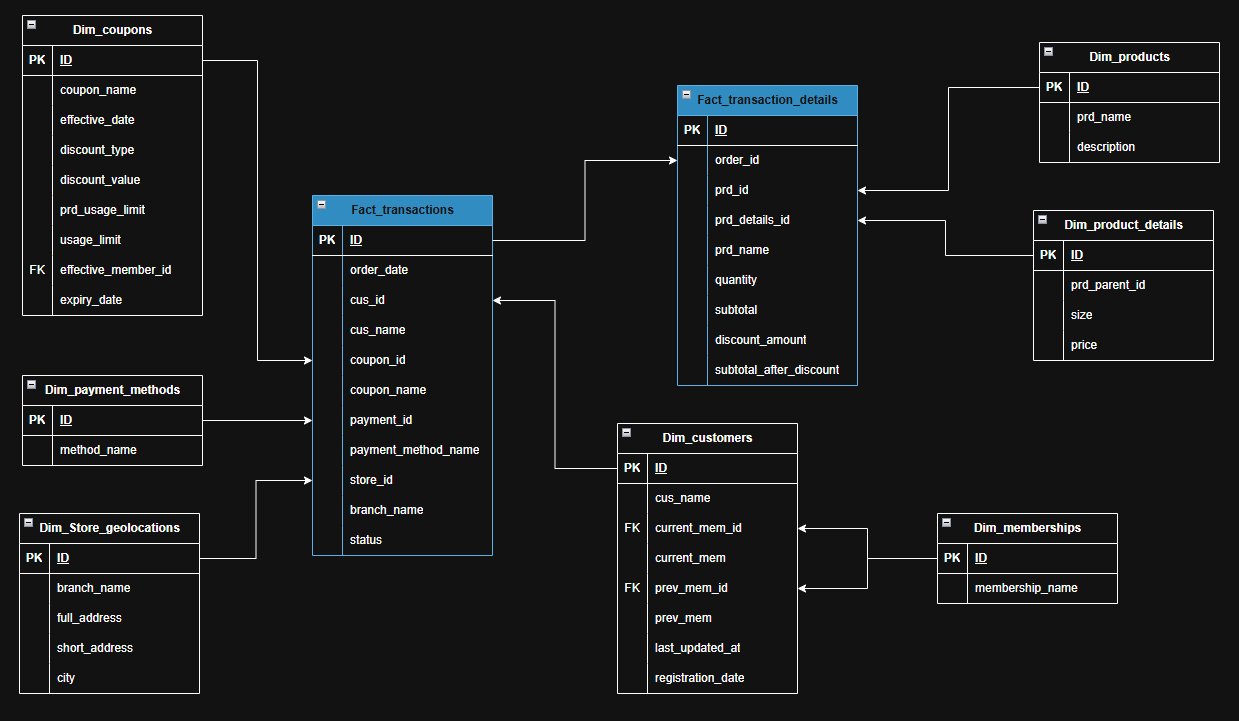 Dim_coupons
PK ID
coupon_name
effective_date
discount_type
discount_value
prd_usage_limit
usage_limit
FK effective_member_id
expiry_date
Dim_payment_methods
PK ID
method_name
Dim_Store_geolocations
PK ID
branch_name
full_address
short_address
city
Fact_transactions
PK ID
order_date
cus_id
cus_name
coupon_id
coupon_name
payment_id
payment_method_name
store_id
branch_name
status
Fact_transaction_details
PK ID
order_id
prd_id
prd_details_id
prd_name
quantity
subtotal
discount_amount
subtotal_after_discount
Dim_customers
PK ID
cus_name
FK current_mem_id
current_mem
FK prev_mem_id
prev_mem
last_updated_at
registration_date
Dim_products
PK ID
prd_name
description
Dim_product_details
PK ID
prd_parent_id
size
price
Dim_memberships
PK ID
membership_name